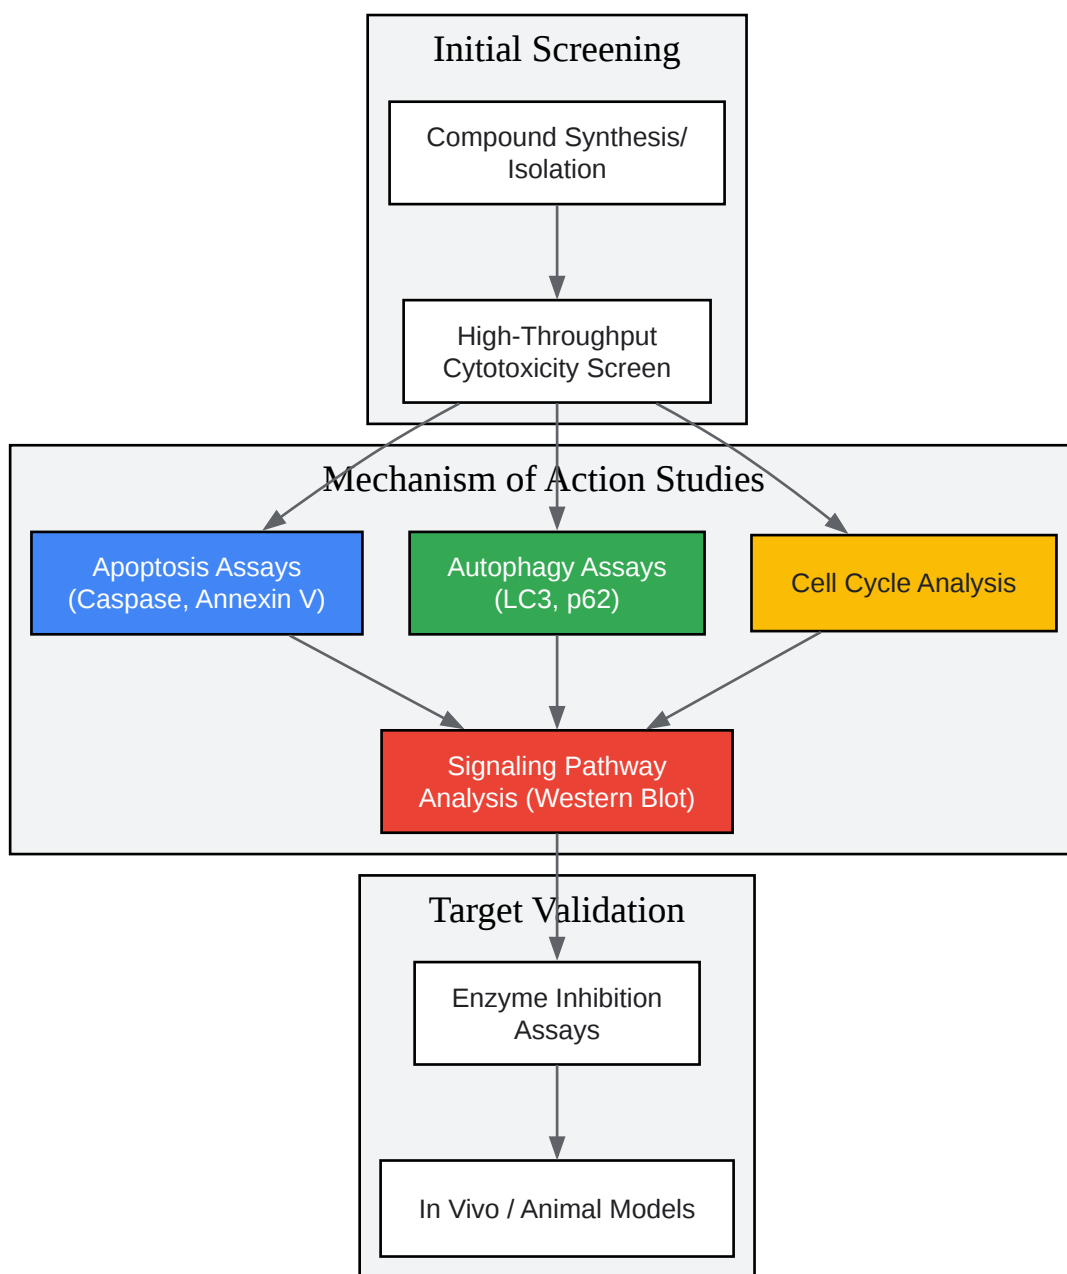 Initial Screening
Compound Synthesis/
Isolation
High-Throughput
Cytotoxicity Screen
Mechanism of Action Studies
Apoptosis Assays
(Caspase, Annexin V)
Autophagy Assays
(LC3, p62)
Cell Cycle Analysis
Signaling Pathway
Analysis (Western Blot)
Target Validation
Enzyme Inhibition
Assays
In Vivo / Animal Models